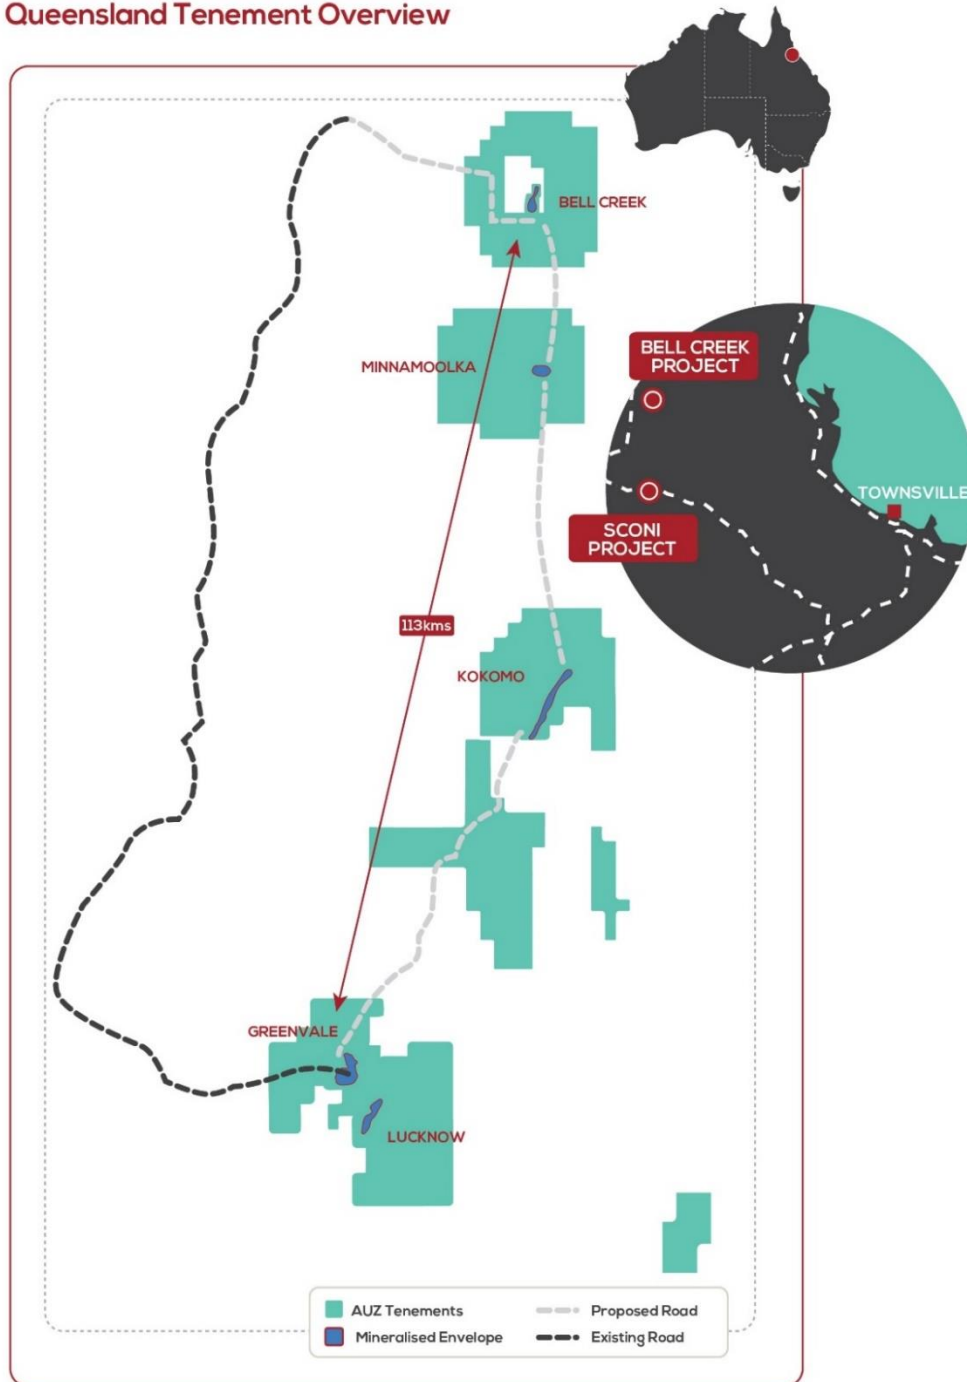 Queensland Tenement Overview
BELL CREEK
MINNAMOOLKA
BELL CREEK
PROJECT
TOWNSVILLE
SCONI
PROJECT
113kms
KOKOMO
GREENVALE
LUCKNOW
AUZ Tenements
Proposed Road
Mineralised Envelope
Existing Road